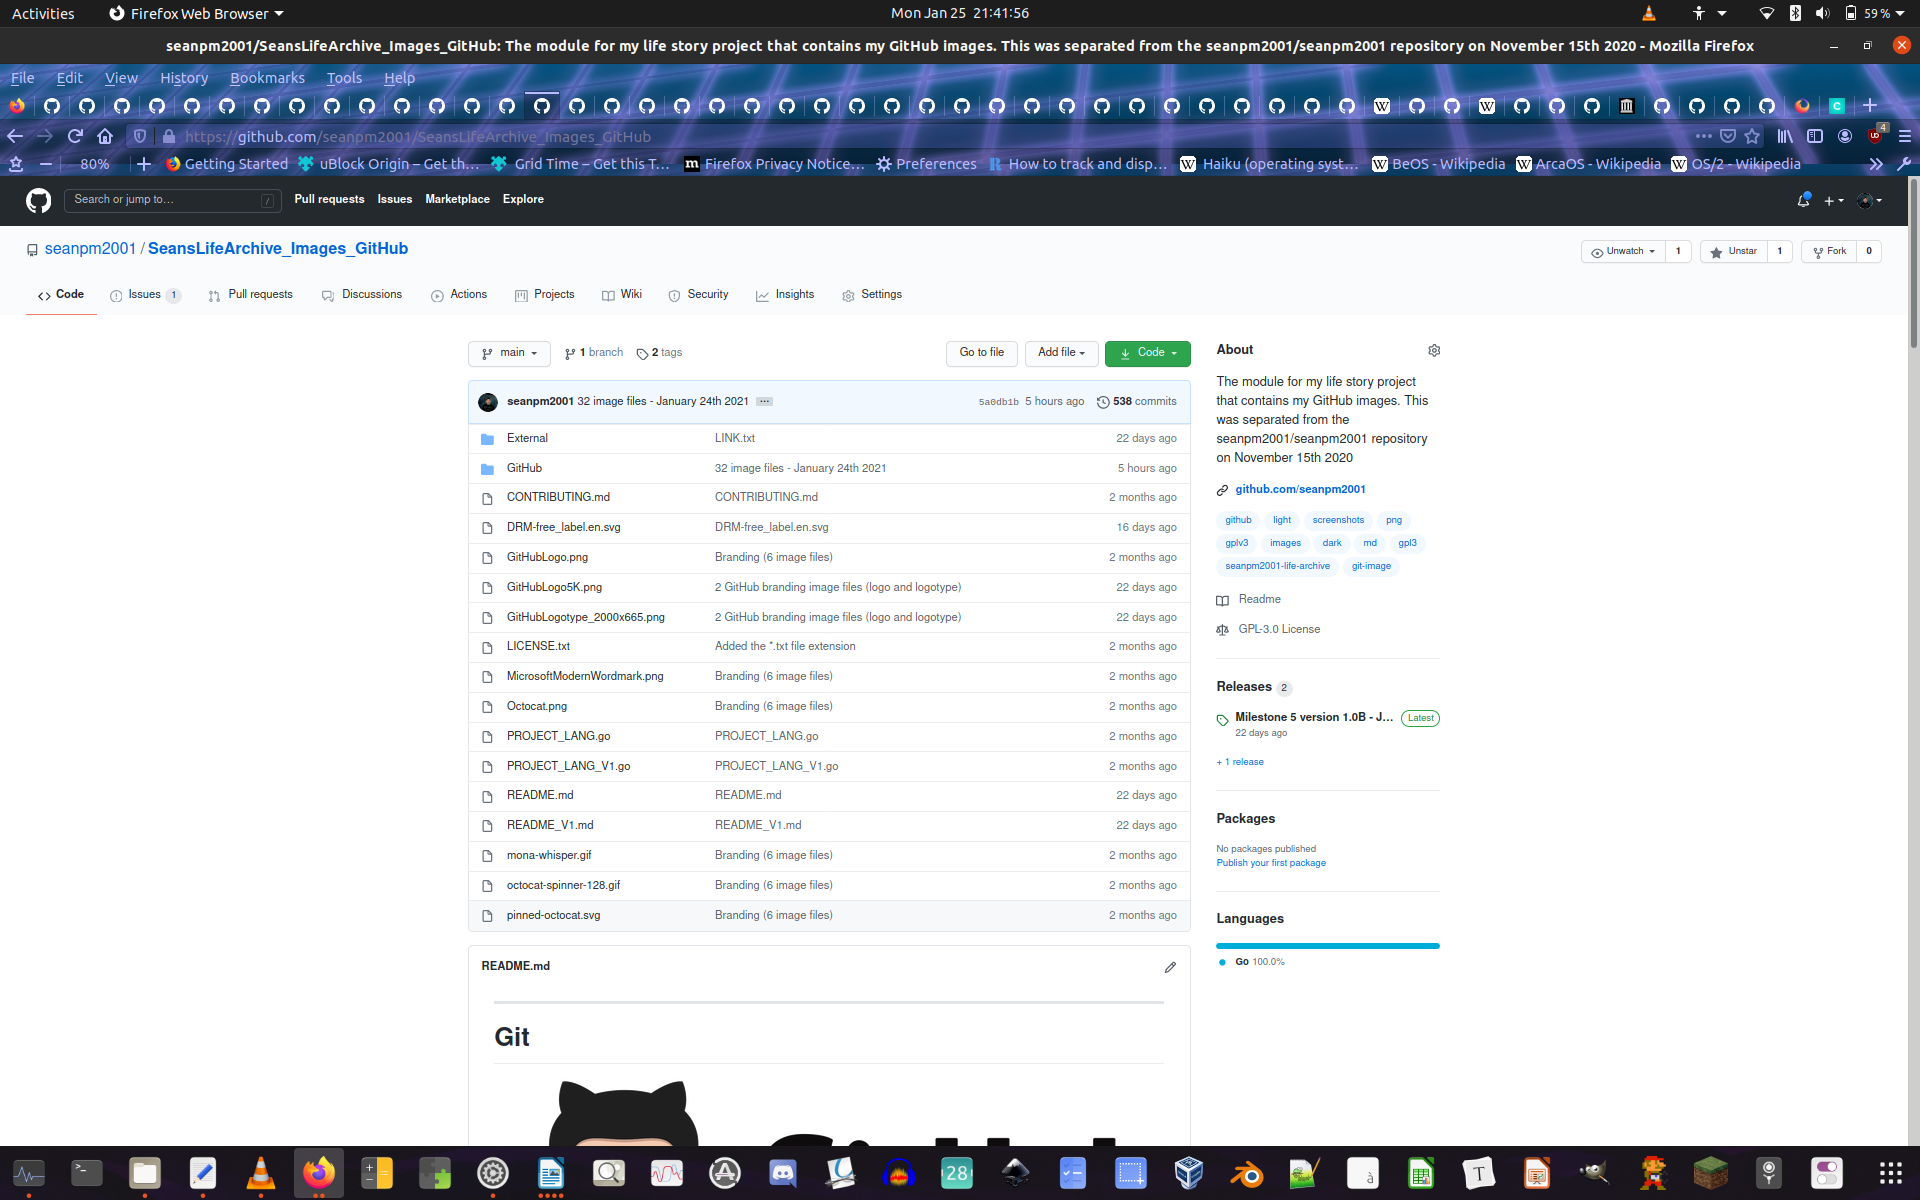 Activities Firefox Web Browser Mon Jan 25 21:41:56 59 %
seanpm2001/SeansLifeArchive_Images_GitHub: The module for my life story project that contains my GitHub images. This was separated from the seanpm2001/seanpm2001 repository on November 15th 2020 - Mozilla Firefox
File Edit View History Bookmarks Tools Help
https://github.com/seanpm2001/SeansLifeArchive_Images_GitHub 4
80% Getting Started uBlock Origin – Get th… Grid Time – Get this T… Firefox Privacy Notice… Preferences How to track and disp… Haiku (operating syst… BeOS - Wikipedia ArcaOS - Wikipedia OS/2 - Wikipedia
Search or jump to… / Pull requests Issues Marketplace Explore
seanpm2001 / SeansLifeArchive_Images_GitHub Unwatch 1 Unstar 1 Fork 0
Code Issues 1 Pull requests Discussions Actions Projects Wiki Security Insights Settings
main 1 branch 2 tags Go to file Add file Code
seanpm2001 32 image files - January 24th 2021 5a0db1b 5 hours ago 538 commits
External LINK.txt 22 days ago
GitHub 32 image files - January 24th 2021 5 hours ago
CONTRIBUTING.md CONTRIBUTING.md 2 months ago
DRM-free_label.en.svg DRM-free_label.en.svg 16 days ago
GitHubLogo.png Branding (6 image files) 2 months ago
GitHubLogo5K.png 2 GitHub branding image files (logo and logotype) 22 days ago
GitHubLogotype_2000x665.png 2 GitHub branding image files (logo and logotype) 22 days ago
LICENSE.txt Added the *.txt file extension 2 months ago
MicrosoftModernWordmark.png Branding (6 image files) 2 months ago
Octocat.png Branding (6 image files) 2 months ago
PROJECT_LANG.go PROJECT_LANG.go 2 months ago
PROJECT_LANG_V1.go PROJECT_LANG_V1.go 2 months ago
README.md README.md 22 days ago
README_V1.md README_V1.md 22 days ago
mona-whisper.gif Branding (6 image files) 2 months ago
octocat-spinner-128.gif Branding (6 image files) 2 months ago
pinned-octocat.svg Branding (6 image files) 2 months ago
README.md
Git
About
The module for my life story project
that contains my GitHub images. This
was separated from the
seanpm2001/seanpm2001 repository
on November 15th 2020
github.com/seanpm2001
github light screenshots png
gplv3 images dark md gpl3
seanpm2001-life-archive git-image
Readme
GPL-3.0 License
Releases 2
Milestone 5 version 1.0B - J... Latest
22 days ago
+ 1 release
Packages
No packages published
Publish your first package
Languages
Go 100.0%
28